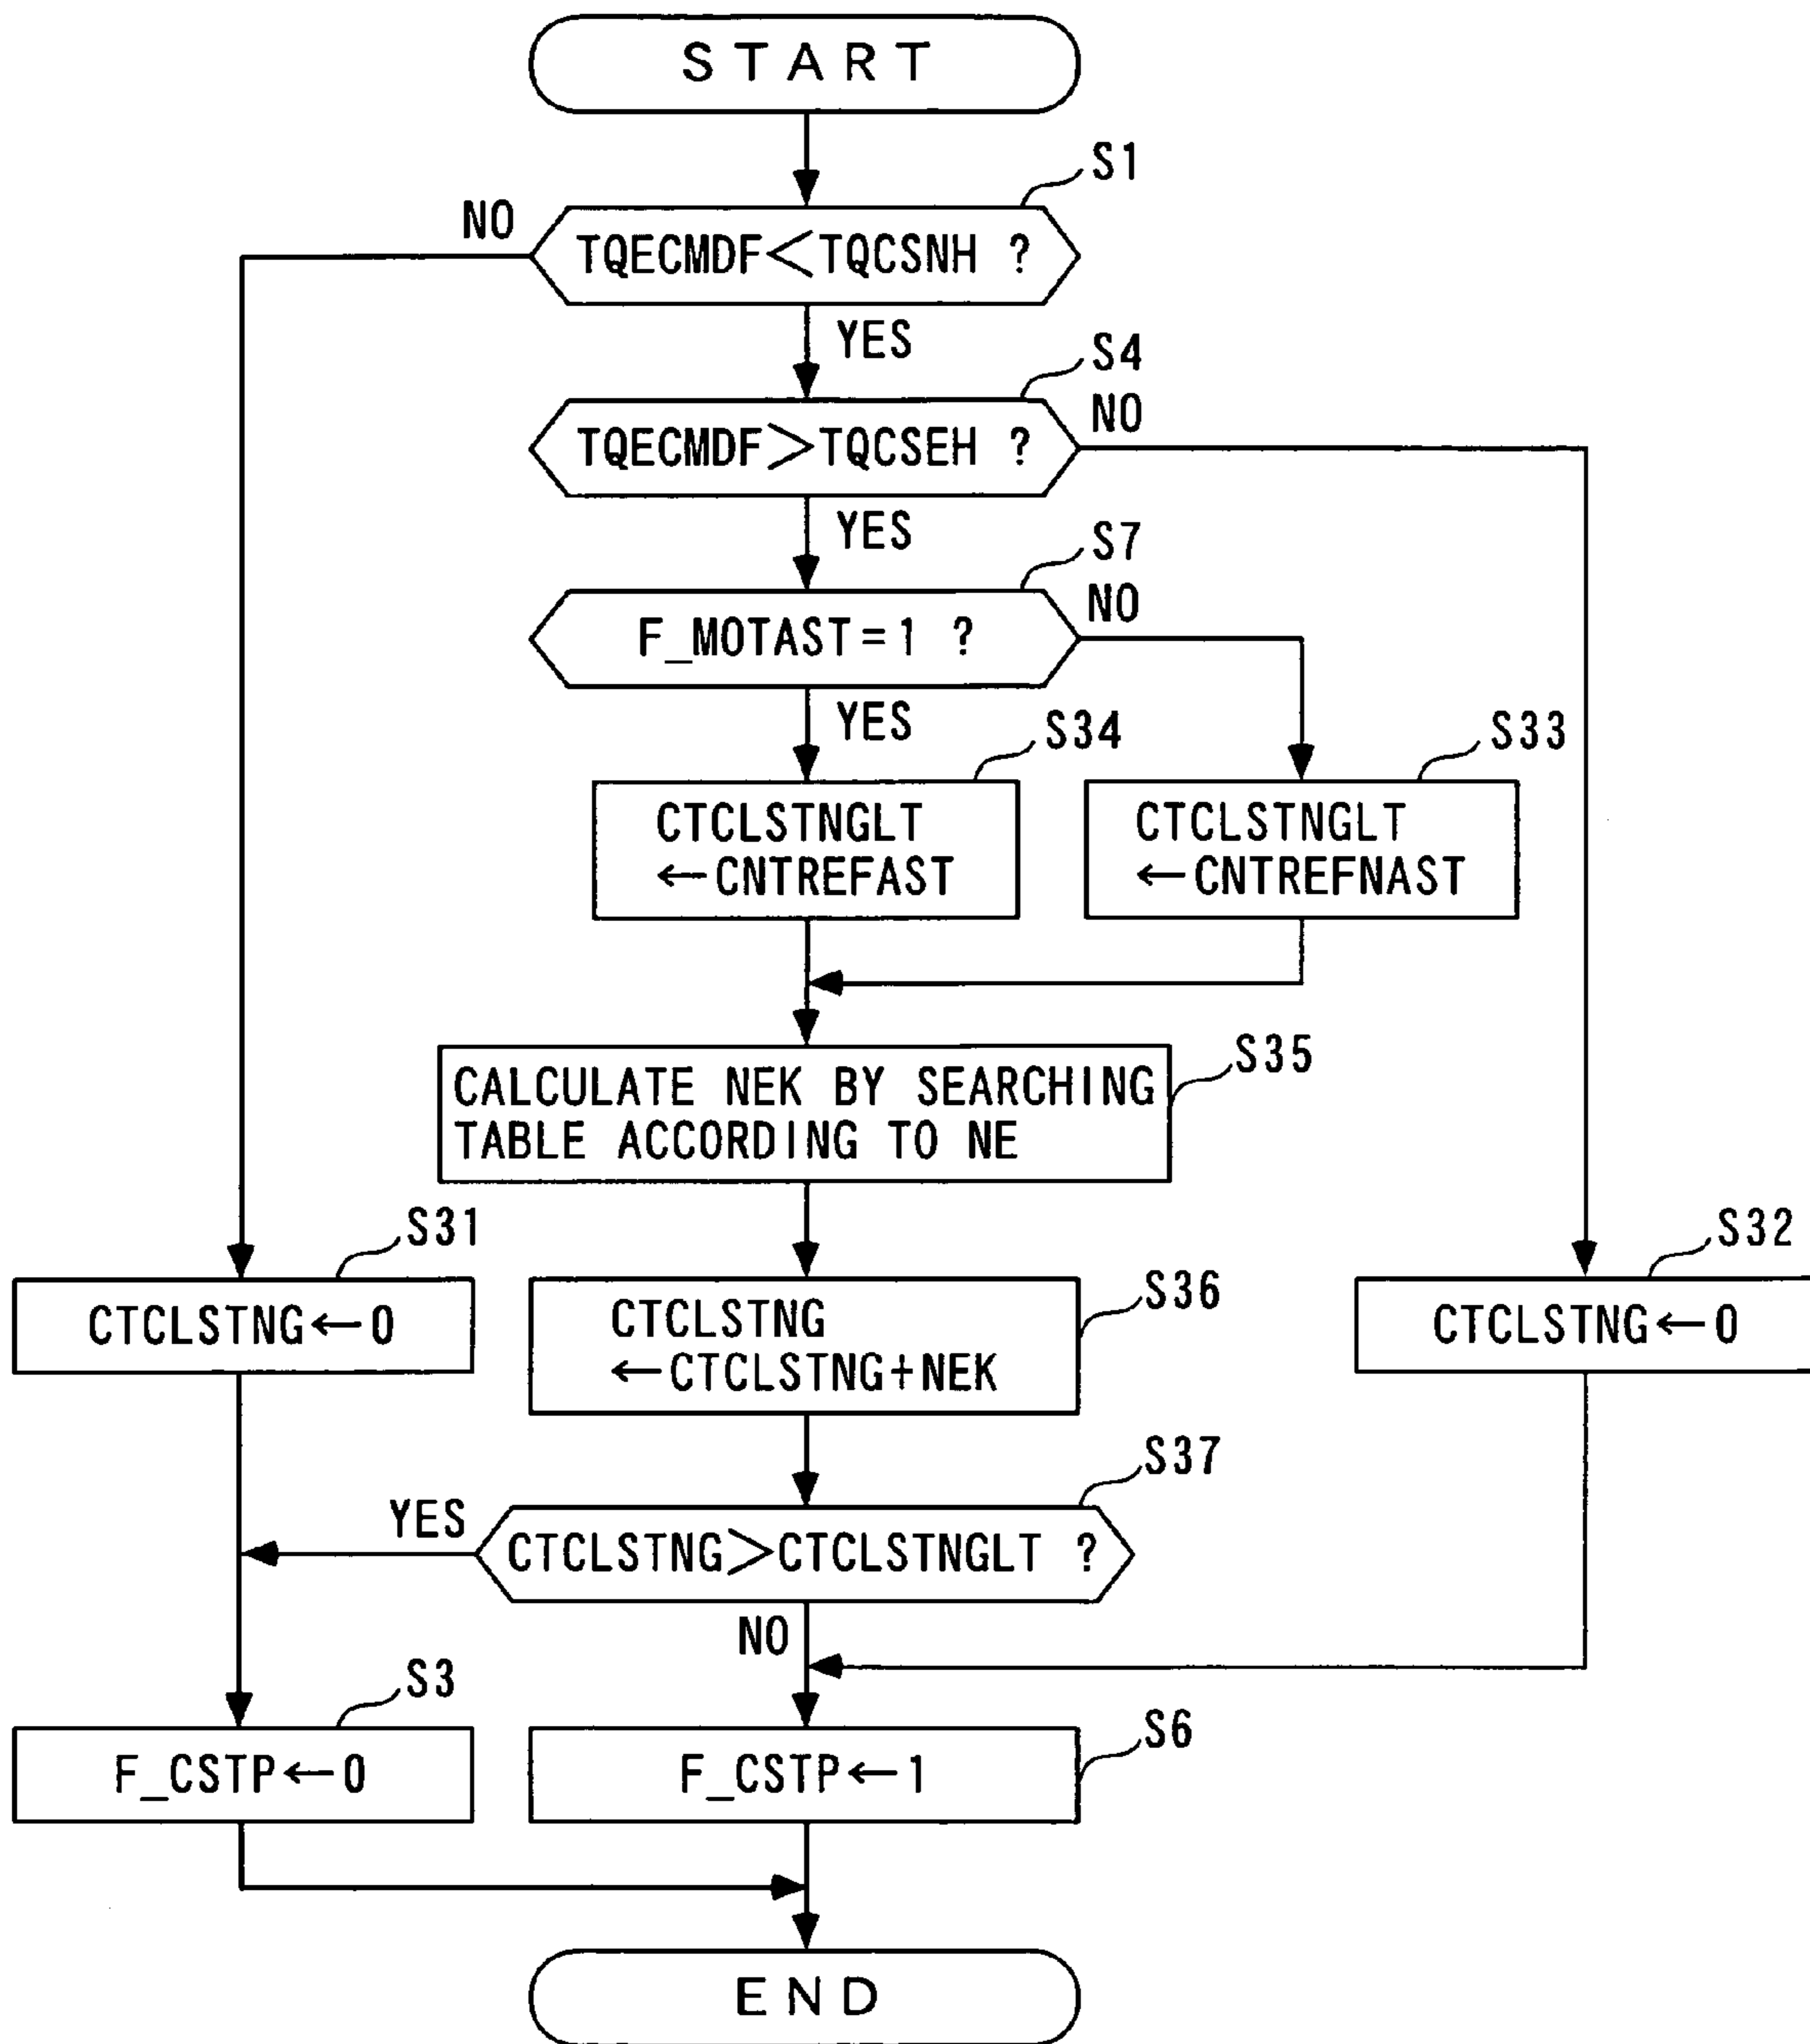 START
S1
NO
TQECMDF<TQCSNH ?
YES
S4
NO
TQECMDF>TQCSEH ?
YES
S7
NO
F_MOTAST=1 ?
YES
S34
S33
CTCLSTNGLT
←CNTREFAST
CTCLSTNGLT
←CNTREFNAST
S35
CALCULATE NEK BY SEARCHING
TABLE ACCORDING TO NE
S31
S32
CTCLSTNG←0
S36
CTCLSTNG
←CTCLSTNG+NEK
CTCLSTNG←0
S37
YES
CTCLSTNG>CTCLSTNGLT ?
NO
S3
F_CSTP←0
S6
F_CSTP←1
END